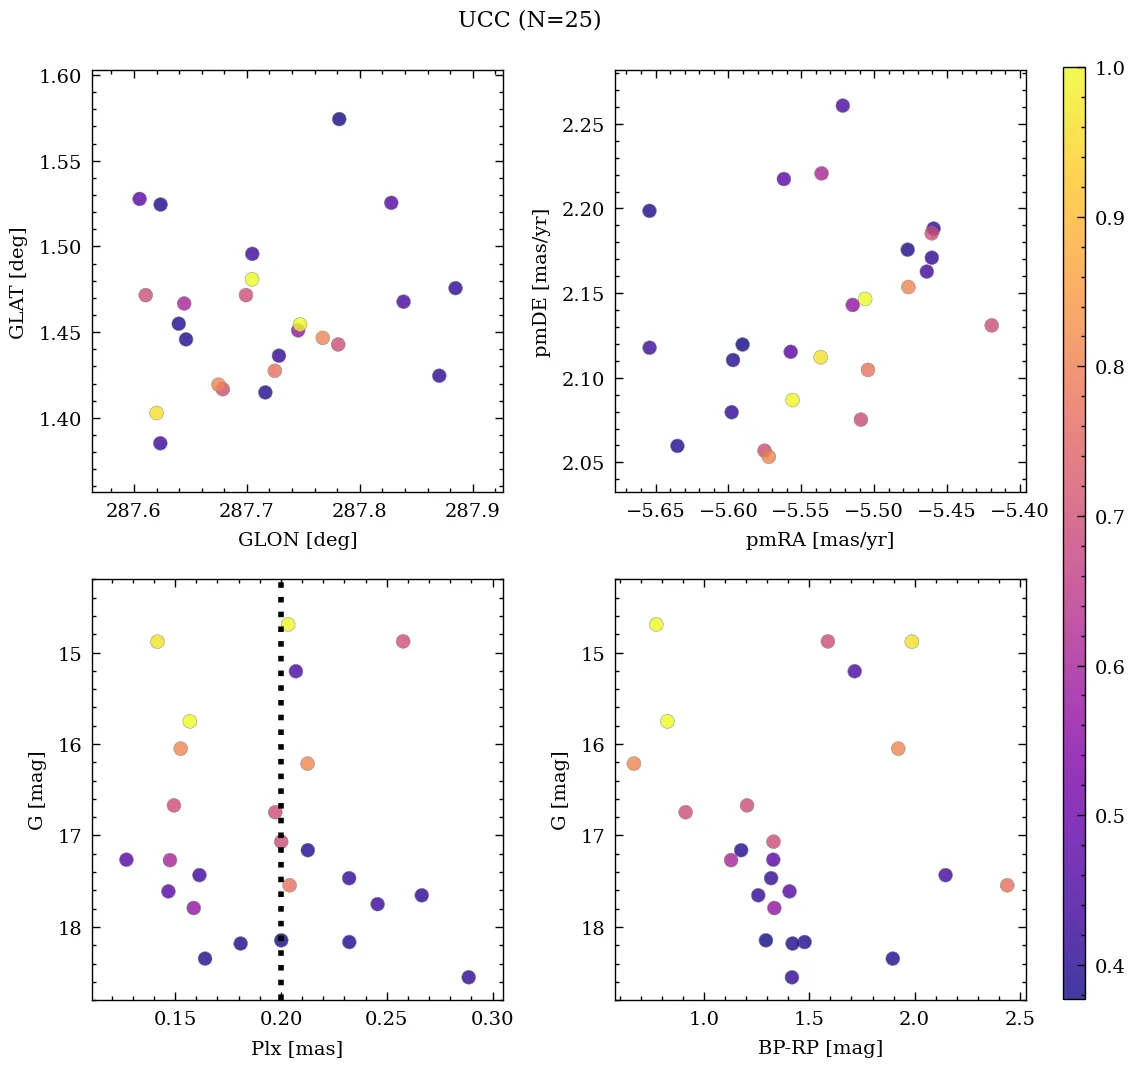 UCC (N=25)
1.60
1.55
1.50
1.45
1.40
GLAT [deg]
287.6 287.7 287.8 287.9
GLON [deg]
2.25
2.20
2.15
2.10
2.05
pmDE [mas/yr]
−5.65 −5.60 −5.55 −5.50 −5.45 −5.40
pmRA [mas/yr]
15
16
17
18
G [mag]
0.15 0.20 0.25 0.30
Plx [mas]
15
16
17
18
G [mag]
1.0 1.5 2.0 2.5
BP-RP [mag]
1.0
0.9
0.8
0.7
0.6
0.5
0.4